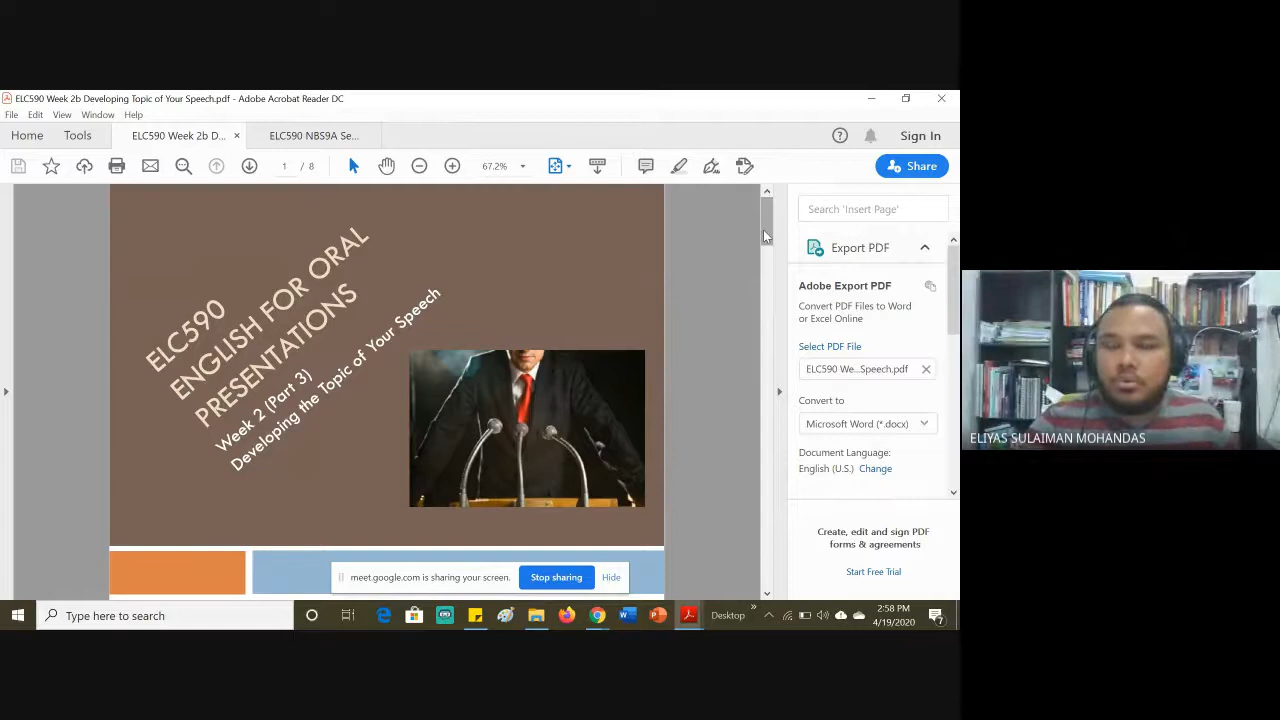 ELC590 Week 2b Developing Topic of Your Speech.pdf - Adobe Acrobat Reader DC
File Edit View Window Help
Home Tools ELC590 Week 2b D... × ELC590 NBS9A Se... Sign In
1 / 8 67.2% Share
ELC590
ENGLISH FOR ORAL
PRESENTATIONS
Week 2 (Part 3)
Developing the Topic of Your Speech
Search 'Insert Page'
Export PDF
Adobe Export PDF
Convert PDF Files to Word
or Excel Online
Select PDF File
ELC590 We...Speech.pdf
Convert to
Microsoft Word (*.docx)
Document Language:
English (U.S.) Change
Create, edit and sign PDF
forms & agreements
Start Free Trial
meet.google.com is sharing your screen. Stop sharing Hide
ELIYAS SULAIMAN MOHANDAS
Type here to search
Desktop
2:58 PM
4/19/2020
7